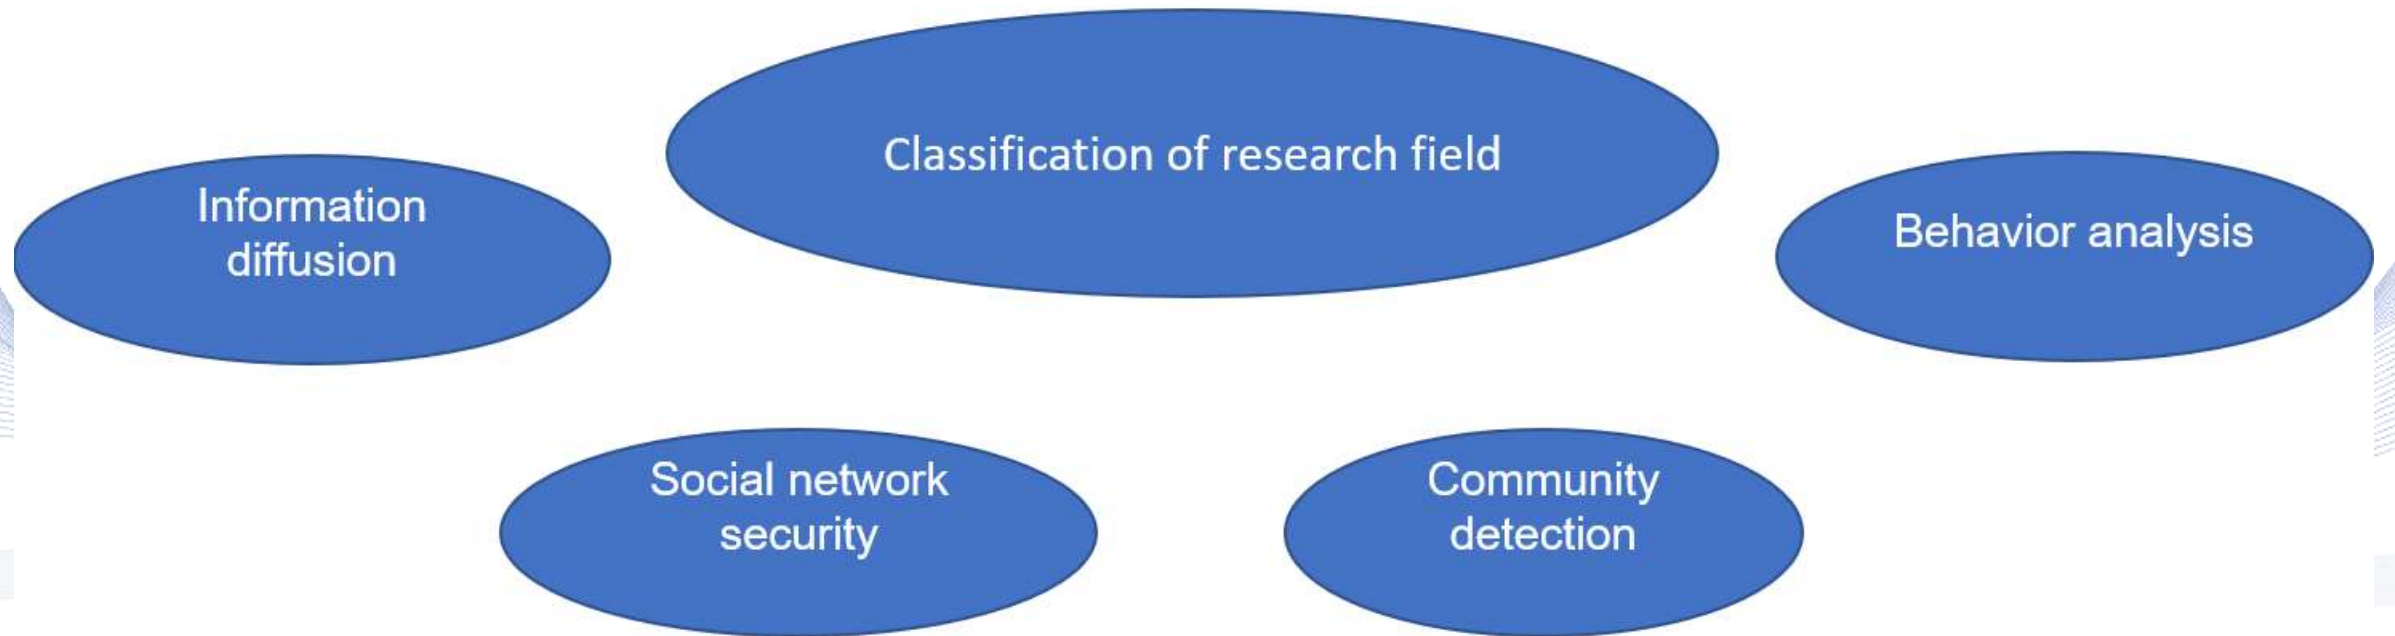 Classification of research field
Information
diffusion
Behavior analysis
Social network
security
Community
detection